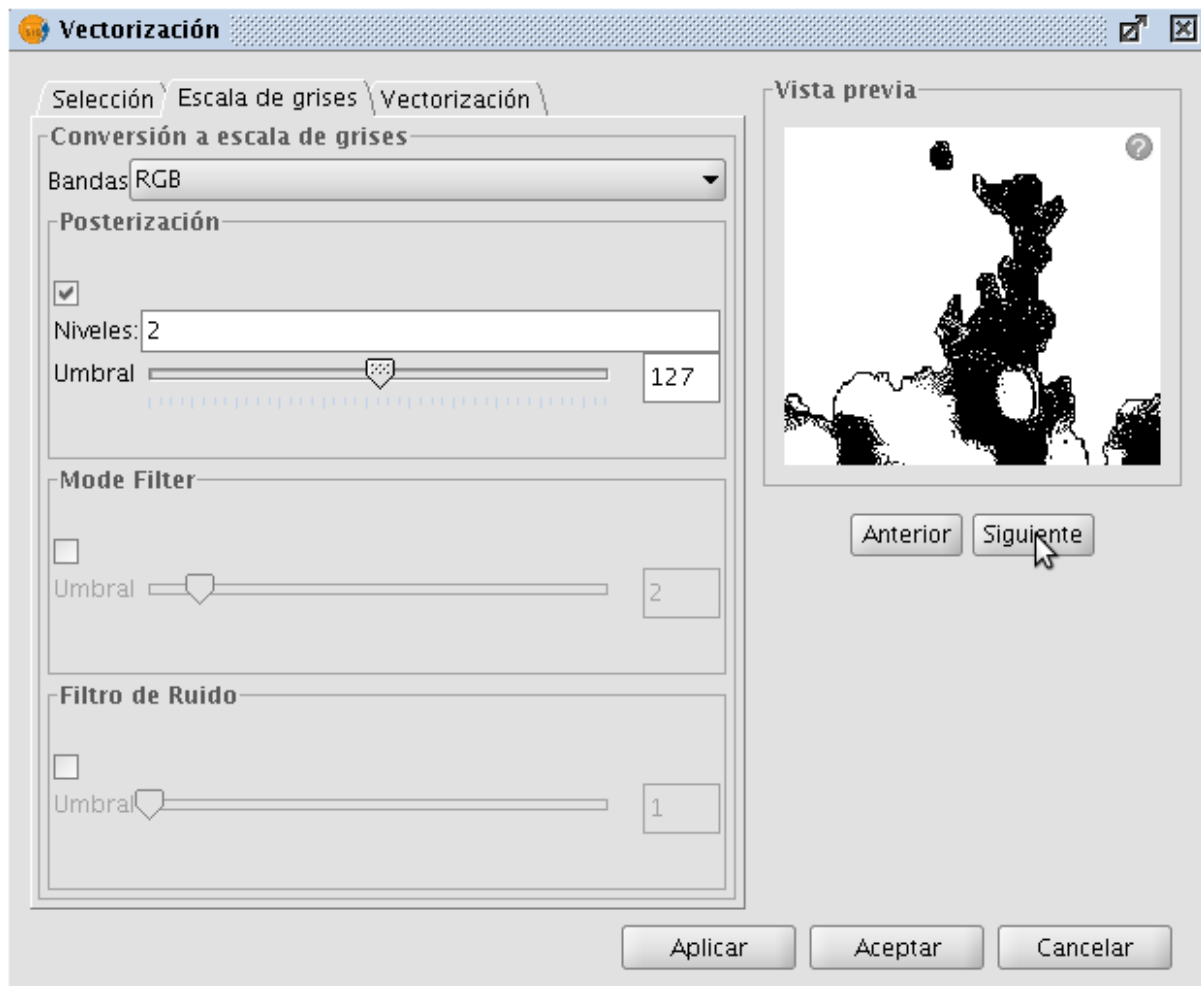 Vectorización
Selección
Escala de grises
Vectorización
Conversión a escala de grises
Bandas RGB
Posterización
Niveles: 2
Umbral 127
Mode Filter
Umbral 2
Filtro de Ruido
Umbral 1
Vista previa
?
Anterior
Siguiente
Aplicar
Aceptar
Cancelar